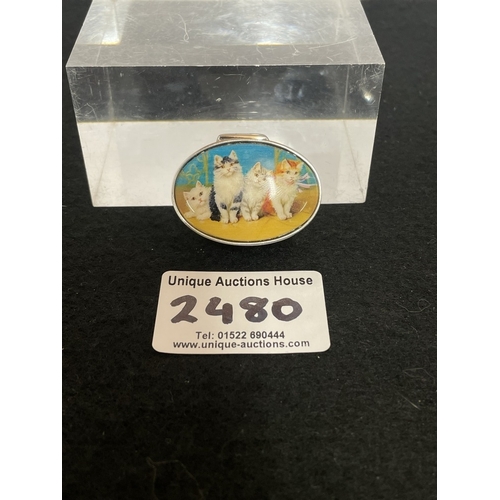 Unique Auctions House
2480
Tel: 01522 690444
www.unique-auctions.com